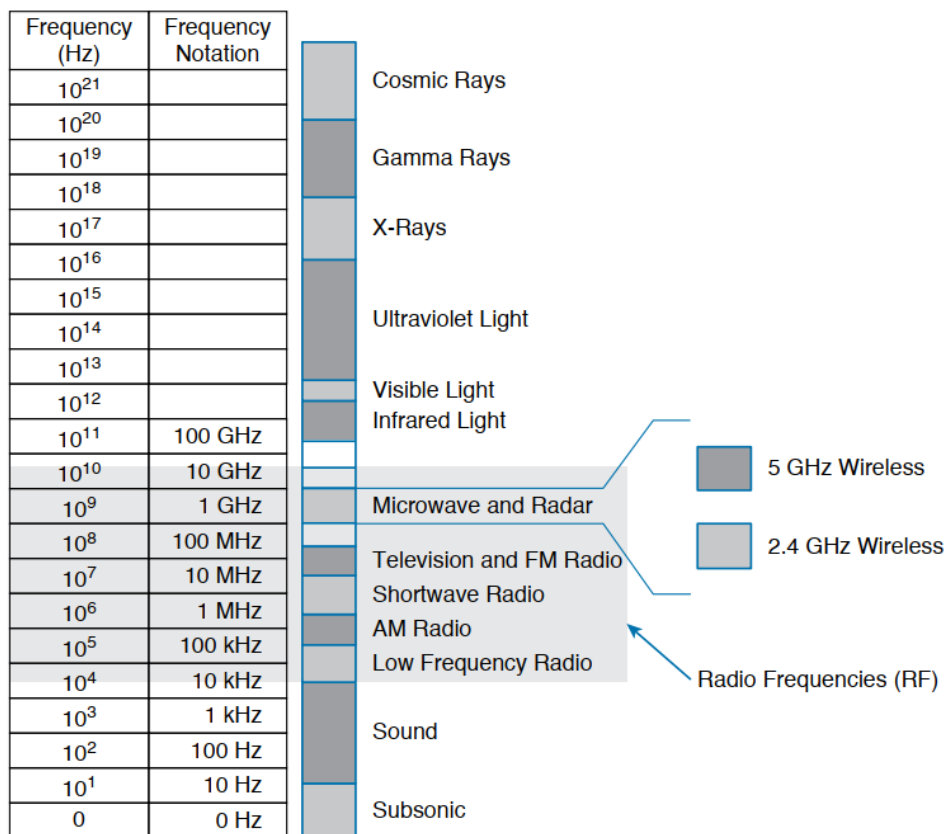 Frequency (Hz) Frequency Notation
10²¹
10²⁰
10¹⁹
10¹⁸
10¹⁷
10¹⁶
10¹⁵
10¹⁴
10¹³
10¹²
10¹¹ 100 GHz
10¹⁰ 10 GHz
10⁹ 1 GHz
10⁸ 100 MHz
10⁷ 10 MHz
10⁶ 1 MHz
10⁵ 100 kHz
10⁴ 10 kHz
10³ 1 kHz
10² 100 Hz
10¹ 10 Hz
0 0 Hz
Cosmic Rays
Gamma Rays
X-Rays
Ultraviolet Light
Visible Light
Infrared Light
Microwave and Radar
Television and FM Radio
Shortwave Radio
AM Radio
Low Frequency Radio
Sound
Subsonic
5 GHz Wireless
2.4 GHz Wireless
Radio Frequencies (RF)